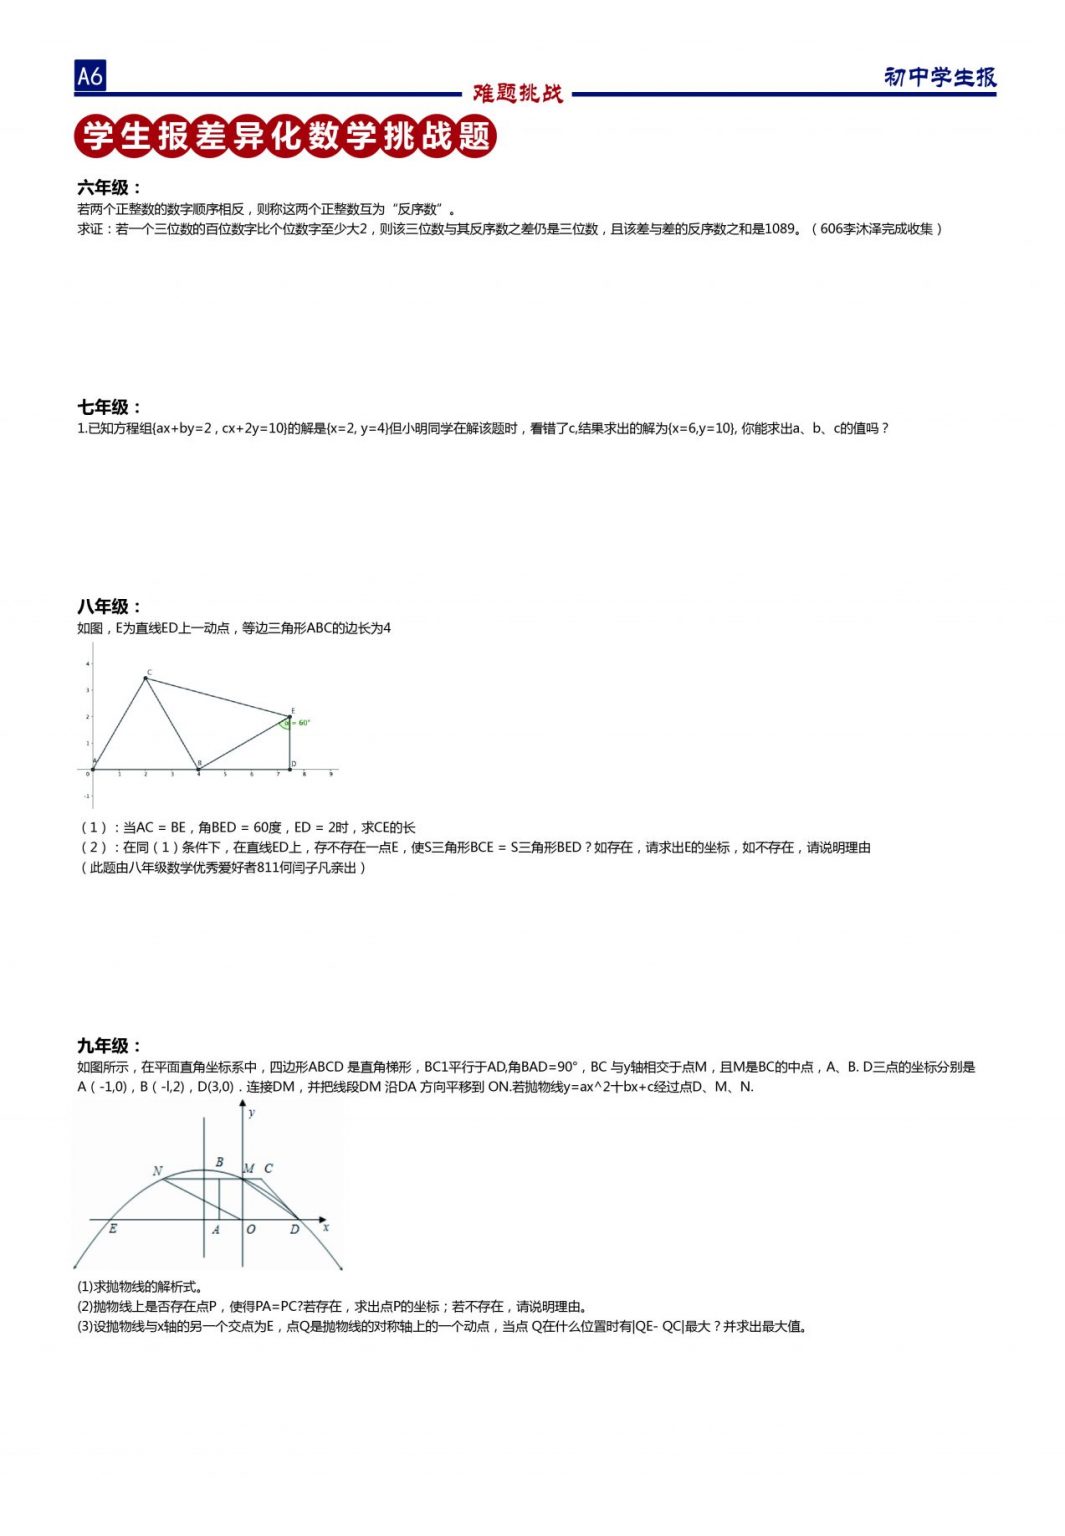 A6
难题挑战
初中学生报
学生报差异化数学挑战题
六年级：
若两个正整数的数字顺序相反，则称这两个正整数互为“反序数”。
求证：若一个三位数的百位数字比个位数字至少大2，则该三位数与其反序数之差仍是三位数，且该差与差的反序数之和是1089。（606李沐泽完成收集）
七年级：
1.已知方程组{ax+by=2 , cx+2y=10}的解是{x=2, y=4}但小明同学在解该题时，看错了c,结果求出的解为{x=6,y=10}, 你能求出a、b、c的值吗？
八年级：
如图，E为直线ED上一动点，等边三角形ABC的边长为4
4
C
3
E
2
α = 60°
1
A
B
D
0 1 2 3 4 5 6 7 8 9
-1
（1）：当AC = BE，角BED = 60度，ED = 2时，求CE的长
（2）：在同（1）条件下，在直线ED上，存不存在一点E，使S三角形BCE = S三角形BED？如存在，请求出E的坐标，如不存在，请说明理由
（此题由八年级数学优秀爱好者811何闫子凡亲出）
九年级：
如图所示，在平面直角坐标系中，四边形ABCD 是直角梯形，BC1平行于AD,角BAD=90°，BC 与y轴相交于点M，且M是BC的中点，A、B. D三点的坐标分别是
A（-1,0)，B（-l,2)，D(3,0)．连接DM，并把线段DM 沿DA 方向平移到 ON.若抛物线y=ax^2十bx+c经过点D、M、N.
y
N B M C
E A O D x
(1)求抛物线的解析式。
(2)抛物线上是否存在点P，使得PA=PC?若存在，求出点P的坐标；若不存在，请说明理由。
(3)设抛物线与x轴的另一个交点为E，点Q是抛物线的对称轴上的一个动点，当点 Q在什么位置时有|QE- QC|最大？并求出最大值。